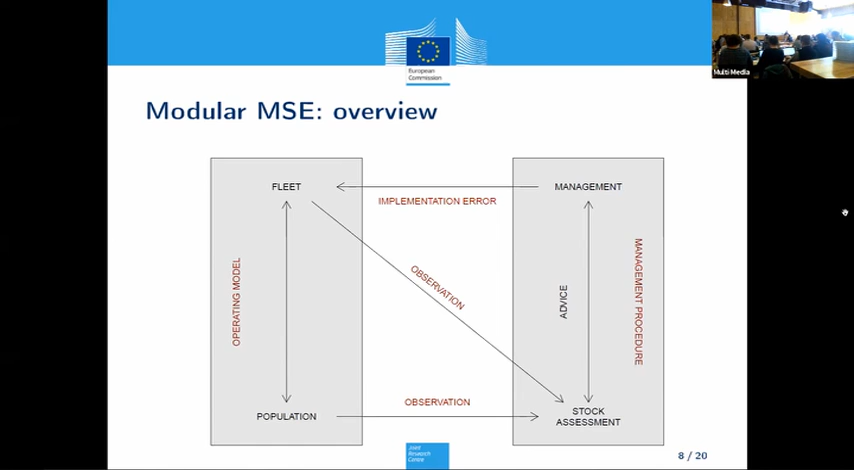 Multi Media
European
Commission
Modular MSE: overview
FLEET
MANAGEMENT
IMPLEMENTATION ERROR
OPERATING MODEL
OBSERVATION
ADVICE
MANAGEMENT PROCEDURE
OBSERVATION
POPULATION
STOCK
ASSESSMENT
Joint
Research
Centre
8 / 20